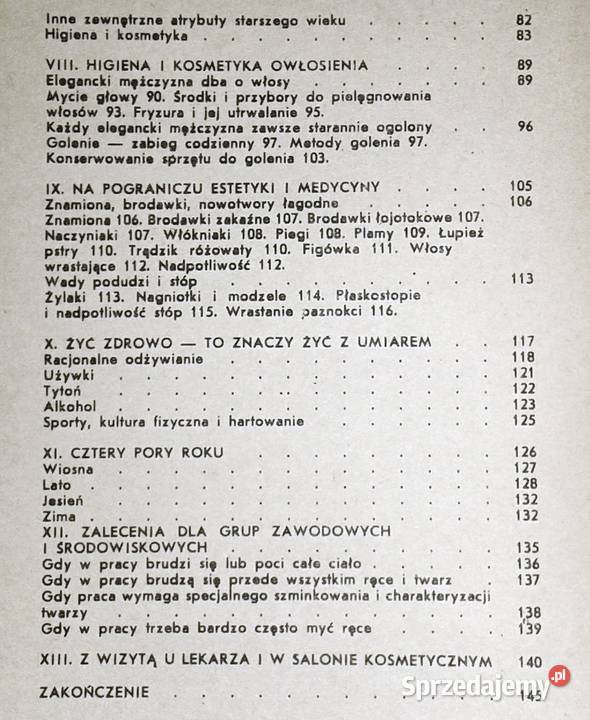 Inne zewnętrzne atrybuty starszego wieku . . . . . 82
Higiena i kosmetyka . . . . . . . . . . 83
VIII. HIGIENA I KOSMETYKA OWŁOSIENIA . . . . 89
Elegancki mężczyzna dba o włosy . . . . . . . 89
Mycie głowy 90. Środki i przybory do pielęgnowania
włosów 93. Fryzura i jej utrwalanie 95.
Każdy elegancki mężczyzna zawsze starannie ogolony . . 96
Golenie — zabieg codzienny 97. Metody golenia 97.
Konserwowanie sprzętu do golenia 103.
IX. NA POGRANICZU ESTETYKI I MEDYCYNY . . . . 105
Znamiona, brodawki, nowotwory łagodne . . . . . 106
Znamiona 106. Brodawki zakaźne 107. Brodawki łojotokowe 107.
Naczyniaki 107. Włókniaki 108. Piegi 108. Plamy 109. Łupież
pstry 110. Trądzik różowaty 110. Figówka 111. Włosy
wrastające 112. Nadpotliwość 112.
Wady podudzi i stóp . . . . . . . . . . 113
Żylaki 113. Nagniotki i modzele 114. Płaskostopie
i nadpotliwość stóp 115. Wrastanie paznokci 116.
X. ŻYĆ ZDROWO — TO ZNACZY ŻYĆ Z UMIAREM . . 117
Racjonalne odżywianie . . . . . . . . . . 118
Używki . . . . . . . . . . . . . . 121
Tytoń . . . . . . . . . . . . . . 122
Alkohol . . . . . . . . . . . . . . 123
Sporty, kultura fizyczna i hartowanie . . . . . . 125
XI. CZTERY PORY ROKU . . . . . . . . . 126
Wiosna . . . . . . . . . . . . . . 127
Lato . . . . . . . . . . . . . . . 128
Jesień . . . . . . . . . . . . . . 132
Zima . . . . . . . . . . . . . . . 132
XII. ZALECENIA DLA GRUP ZAWODOWYCH
I ŚRODOWISKOWYCH . . . . . . . . . . 135
Gdy w pracy brudzi się lub poci całe ciało . . . . . 136
Gdy w pracy brudzą się przede wszystkim ręce i twarz . . 137
Gdy praca wymaga specjalnego szminkowania i charakteryzacji
twarzy . . . . . . . . . . . . . . 138
Gdy w pracy trzeba bardzo często myć ręce . . . . 139
XIII. Z WIZYTĄ U LEKARZA I W SALONIE KOSMETYCZNYM 140
ZAKOŃCZENIE . . . . . . . . . . . . 145
Sprzedajemy.pl